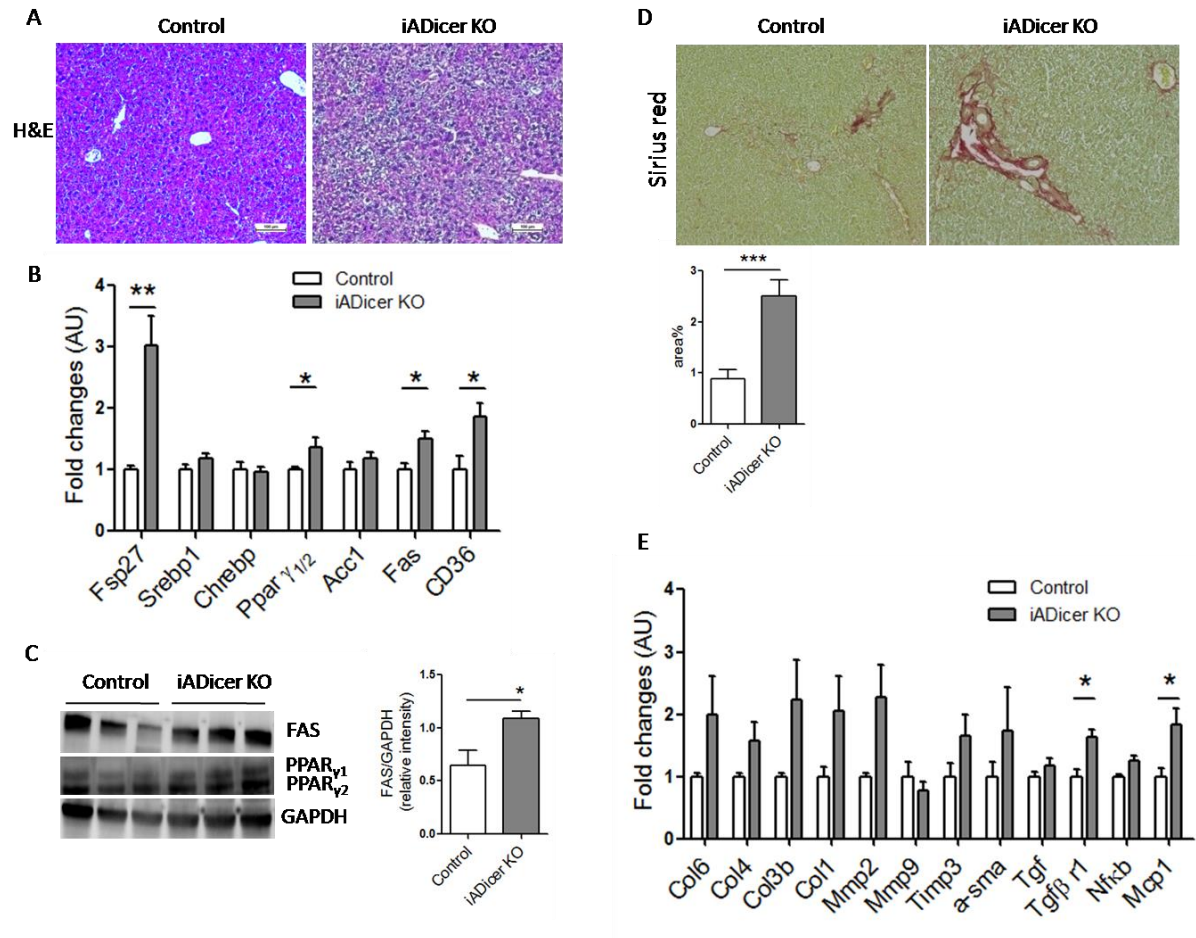 A
Control
iADicer KO
H&E
B
4
3
2
1
0
Fold changes (AU)
Control
iADicer KO
**
*
*
*
Fsp27
Srebp1
Chrebp
Ppar γ1/2
Acc1
Fas
CD36
C
Control
iADicer KO
FAS
PPARγ1
PPARγ2
GAPDH
1.5
1.0
0.5
0.0
FAS/GAPDH
(relative intensity)
*
Control
iADicer KO
D
Control
iADicer KO
Sirius red
3
2
1
0
area%
***
Control
iADicer KO
E
4
3
2
1
0
Fold changes (AU)
Control
iADicer KO
*
*
Col6
Col4
Col3b
Col1
Mmp2
Mmp9
Timp3
a-sma
Tgf
Tgfβ r1
Nfκb
Mcp1